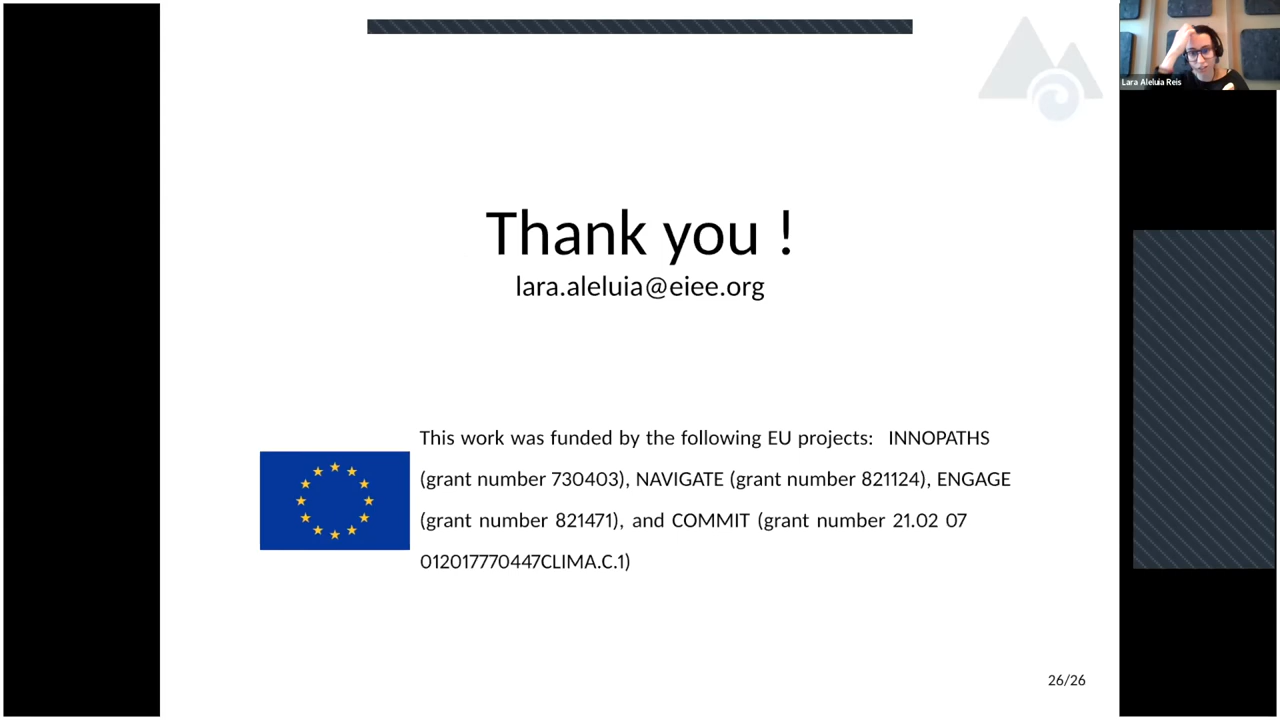 Lara Aleluia Reis
Thank you !
lara.aleluia@eiee.org
This work was funded by the following EU projects: INNOPATHS
(grant number 730403), NAVIGATE (grant number 821124), ENGAGE
(grant number 821471), and COMMIT (grant number 21.02 07
012017770447CLIMA.C.1)
26/26